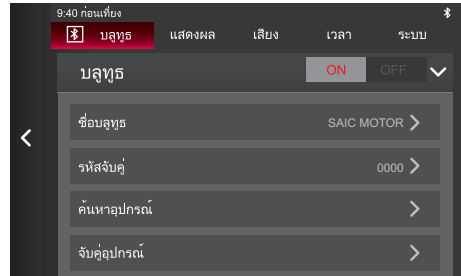 9:40 ก่อนเที่ยง
บลูทูธ แสดงผล เสียง เวลา ระบบ
บลูทูธ ON OFF
ชื่อบลูทูธ SAIC MOTOR
รหัสจับคู่ 0000
ค้นหาอุปกรณ์
จับคู่อุปกรณ์